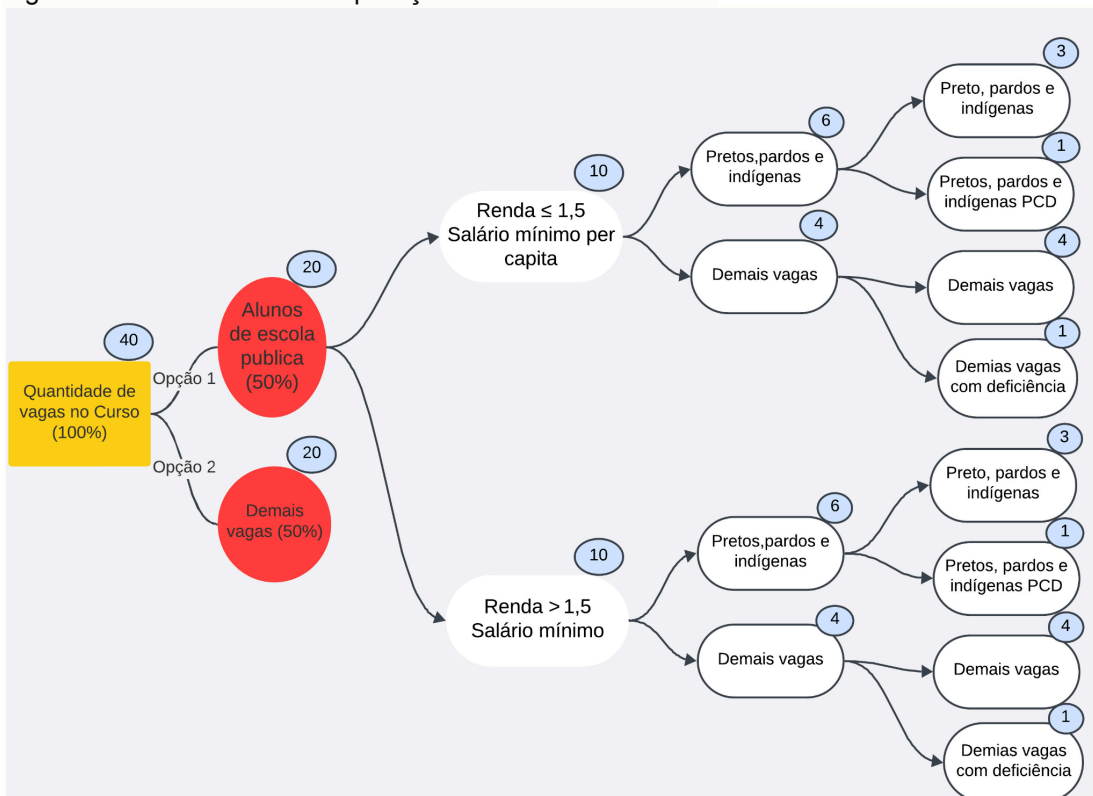 40
Quantidade de
vagas no Curso
(100%)
Opção 1
Opção 2
20
Alunos
de escola
publica
(50%)
20
Demais
vagas (50%)
10
Renda ≤ 1,5
Salário mínimo per
capita
10
Renda > 1,5
Salário mínimo
6
Pretos,pardos e
indígenas
4
Demais vagas
3
Preto, pardos e
indígenas
1
Pretos, pardos e
indígenas PCD
4
Demais vagas
1
Demias vagas
com deficiência
6
Pretos,pardos e
indígenas
4
Demais vagas
3
Preto, pardos e
indígenas
1
Pretos, pardos e
indígenas PCD
4
Demais vagas
1
Demias vagas
com deficiência